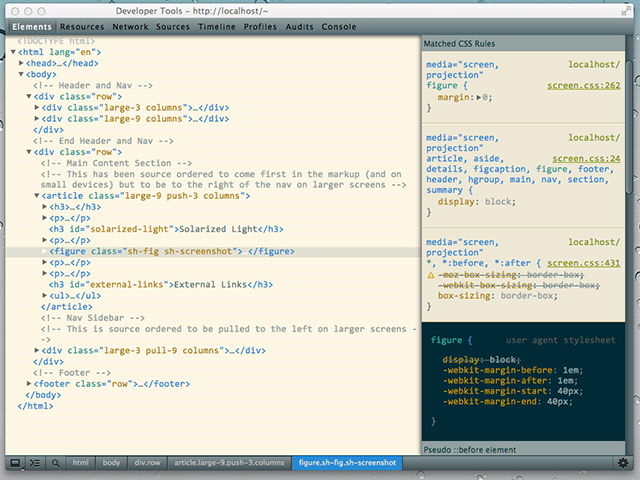 Developer Tools – http://localhost/~
Elements Resources Network Sources Timeline Profiles Audits Console
<!DOCTYPE html>
▼<html lang="en">
▶<head>…</head>
▼<body>
<!-- Header and Nav -->
▼<div class="row">
▶<div class="large-3 columns">…</div>
▶<div class="large-9 columns">…</div>
</div>
<!-- End Header and Nav -->
▼<div class="row">
<!-- Main Content Section -->
<!-- This has been source ordered to come first in the markup (and on
small devices) but to be to the right of the nav on larger screens -->
▼<article class="large-9 push-3 columns">
▶<h3>…</h3>
▶<p>…</p>
<h3 id="solarized-light">Solarized Light</h3>
▶<p>…</p>
▶<figure class="sh-fig sh-screenshot"> </figure>
▶<p>…</p>
▶<p>…</p>
<h3 id="external-links">External Links</h3>
▶<ul>…</ul>
</article>
<!-- Nav Sidebar -->
<!-- This is source ordered to be pulled to the left on larger screens -
->
▶<div class="large-3 pull-9 columns">…</div>
</div>
<!-- Footer -->
▶<footer class="row">…</footer>
</body>
</html>
Matched CSS Rules
media="screen, localhost/
projection"
figure { screen.css:262
margin:▶0;
}
media="screen, localhost/
projection"
article, aside, screen.css:24
details, figcaption, figure, footer,
header, hgroup, main, nav, section,
summary {
display: block;
}
media="screen, localhost/
projection"
*, *:before, *:after { screen.css:431
-moz-box-sizing: border-box;
-webkit-box-sizing: border-box;
box-sizing: border-box;
}
figure { user agent stylesheet
display: block;
-webkit-margin-before: 1em;
-webkit-margin-after: 1em;
-webkit-margin-start: 40px;
-webkit-margin-end: 40px;
}
Pseudo ::before element
html body div.row article.large-9.push-3.columns figure.sh-fig.sh-screenshot